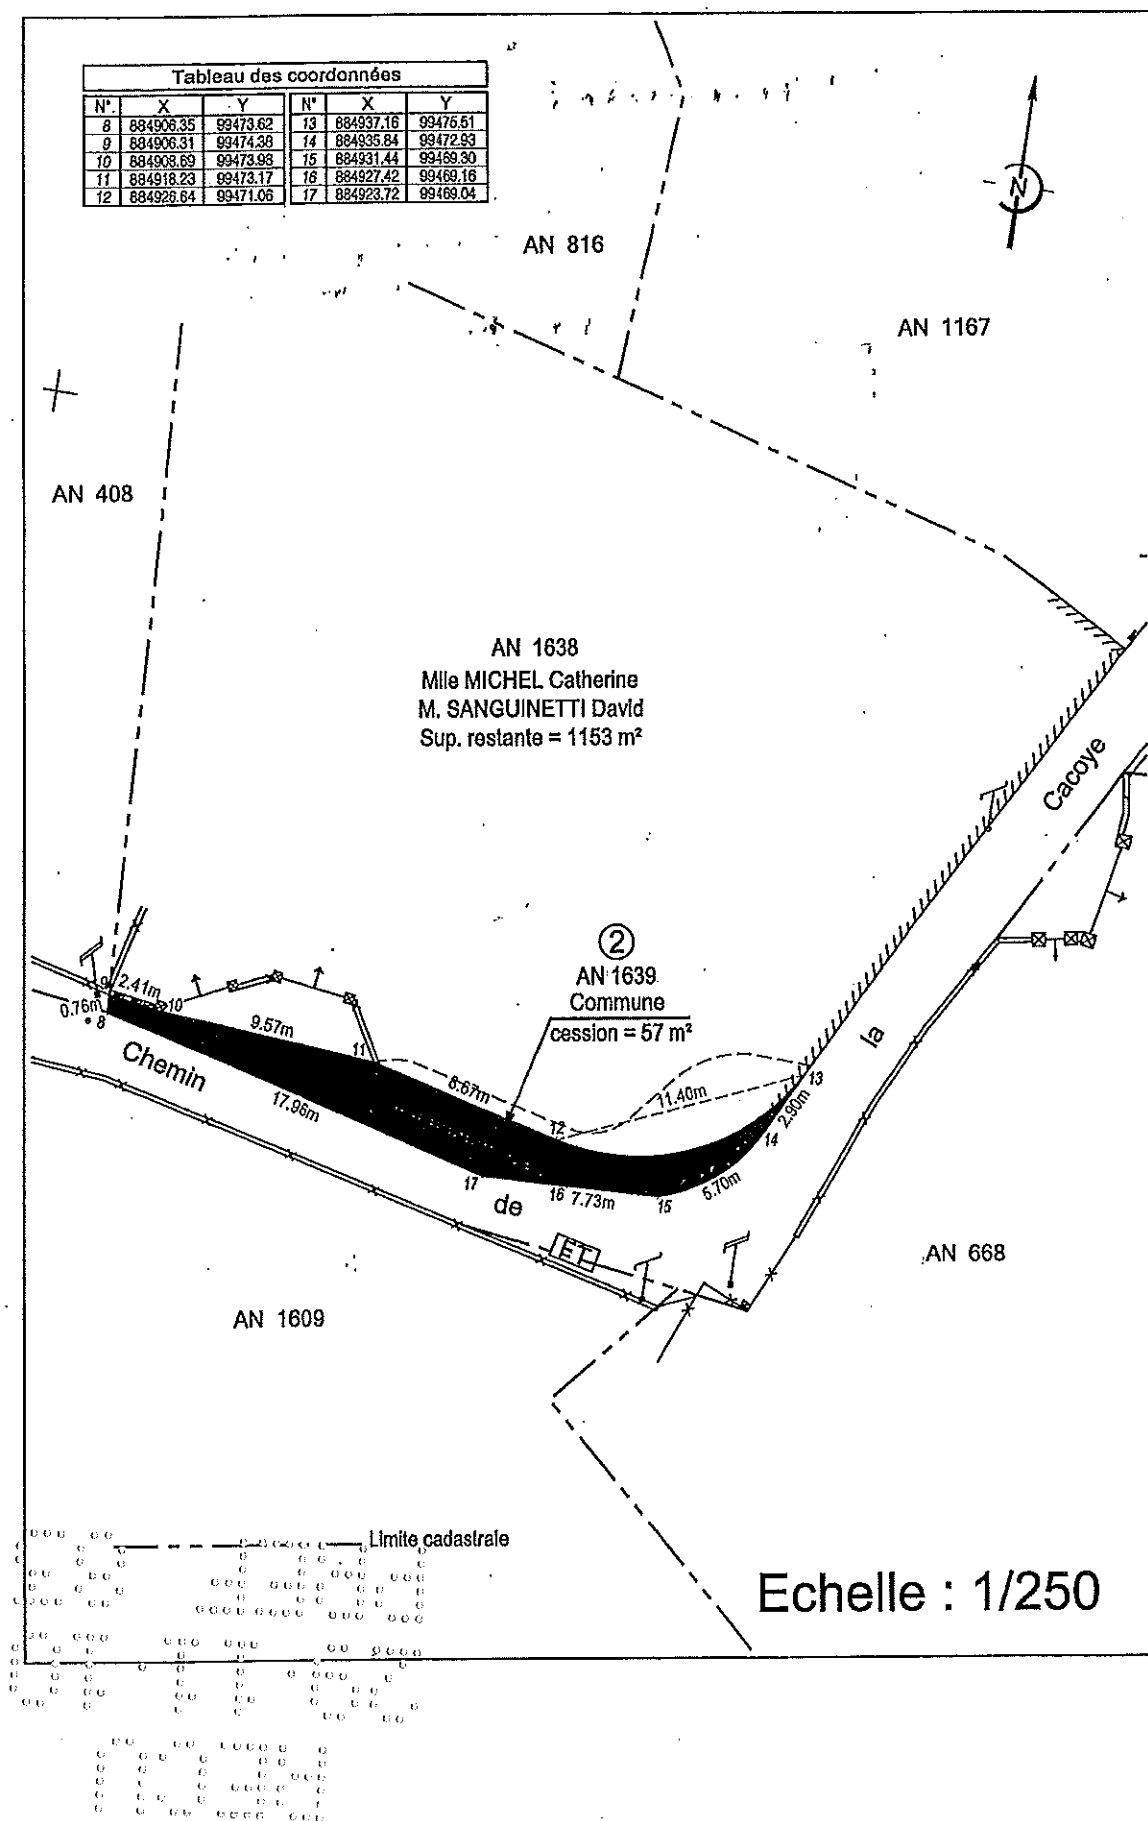 Tableau des coordonnées
N°. X Y N° X Y
8 884906.35 99473.62 13 884937.16 99475.51
9 884906.31 99474.38 14 884935.84 99472.93
10 884908.69 99473.98 15 884931.44 99469.30
11 884918.23 99473.17 16 884927.42 99469.16
12 884926.64 99471.06 17 884923.72 99469.04
N
AN 816
AN 1167
AN 408
AN 1638
Mlle MICHEL Catherine
M. SANGUINETTI David
Sup. restante = 1153 m²
Cacoye
2
AN 1639
Commune
cession = 57 m²
9
2.41m
10
0.76m
8
9.57m
11
Chemin
8.67m
17.96m
12
11.40m
13
2.90m
14
la
17
16
7.73m
15
5.70m
de
ET
AN 668
AN 1609
Limite cadastrale
Echelle : 1/250